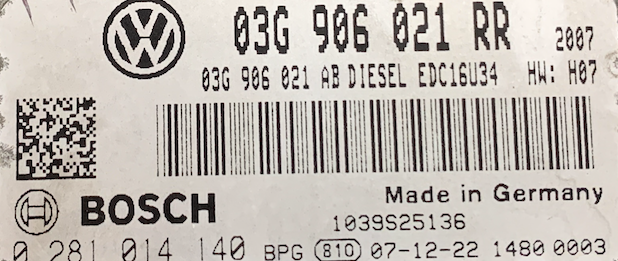 03G 906 021 RR 2007
03G 906 021 AB DIESEL EDC16U34 HW: H07
BOSCH
Made in Germany
1039S25136
0 281 014 140 BPG 810 07-12-22 1480 0003